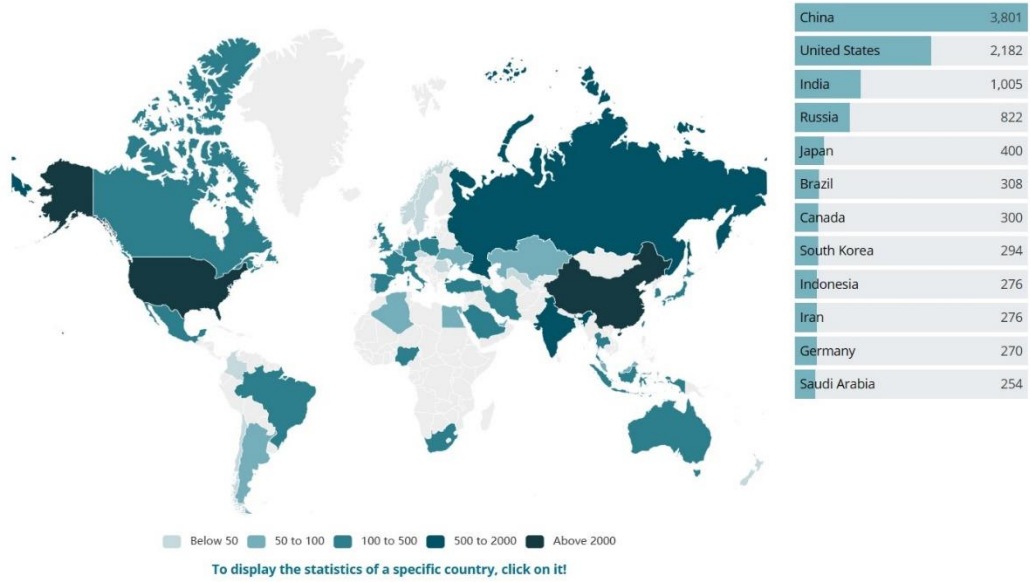 China 3,801
United States 2,182
India 1,005
Russia 822
Japan 400
Brazil 308
Canada 300
South Korea 294
Indonesia 276
Iran 276
Germany 270
Saudi Arabia 254
Below 50 50 to 100 100 to 500 500 to 2000 Above 2000
To display the statistics of a specific country, click on it!